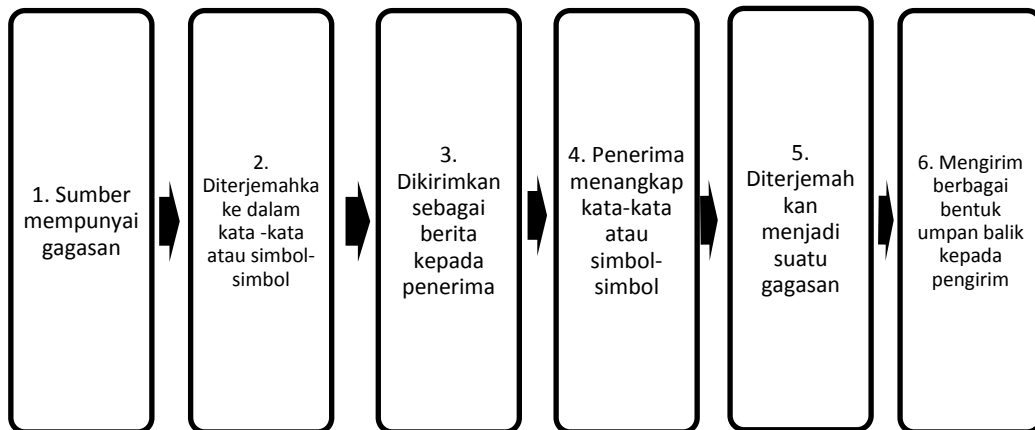 1. Sumber
mempunyai
gagasan
2.
Diterjemahka
ke dalam
kata -kata
atau simbol-
simbol
3.
Dikirimkan
sebagai
berita
kepada
penerima
4. Penerima
menangkap
kata-kata
atau
simbol-
simbol
5.
Diterjemah
kan
menjadi
suatu
gagasan
6. Mengirim
berbagai
bentuk
umpan balik
kepada
pengirim